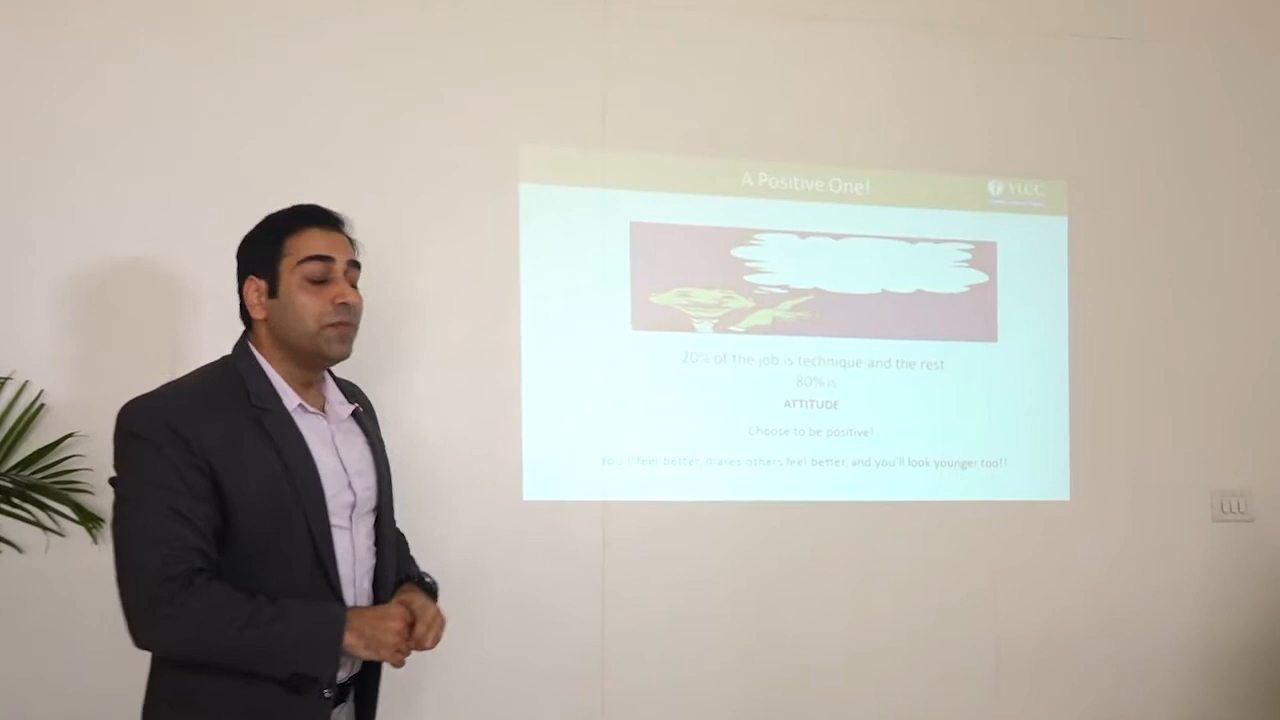 A Positive One!
VLCC
20% of the job is technique and the rest
80% is
ATTITUDE
Choose to be positive!
You'll feel better, makes others feel better, and you'll look younger too!!